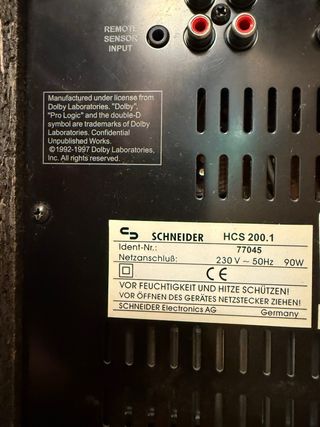 REMOTE
SENSOR
INPUT
Manufactured under license from
Dolby Laboratories. "Dolby",
"Pro Logic" and the double-D
symbol are trademarks of Dolby
Laboratories. Confidential
Unpublished Works.
©1992-1997 Dolby Laboratories,
Inc. All rights reserved.
SCHNEIDER HCS 200.1
Ident-Nr.: 77045
Netzanschluß: 230 V ~ 50Hz 90W
CE
VOR FEUCHTIGKEIT UND HITZE SCHÜTZEN!
VOR ÖFFNEN DES GERÄTES NETZSTECKER ZIEHEN!
SCHNEIDER Electronics AG Germany